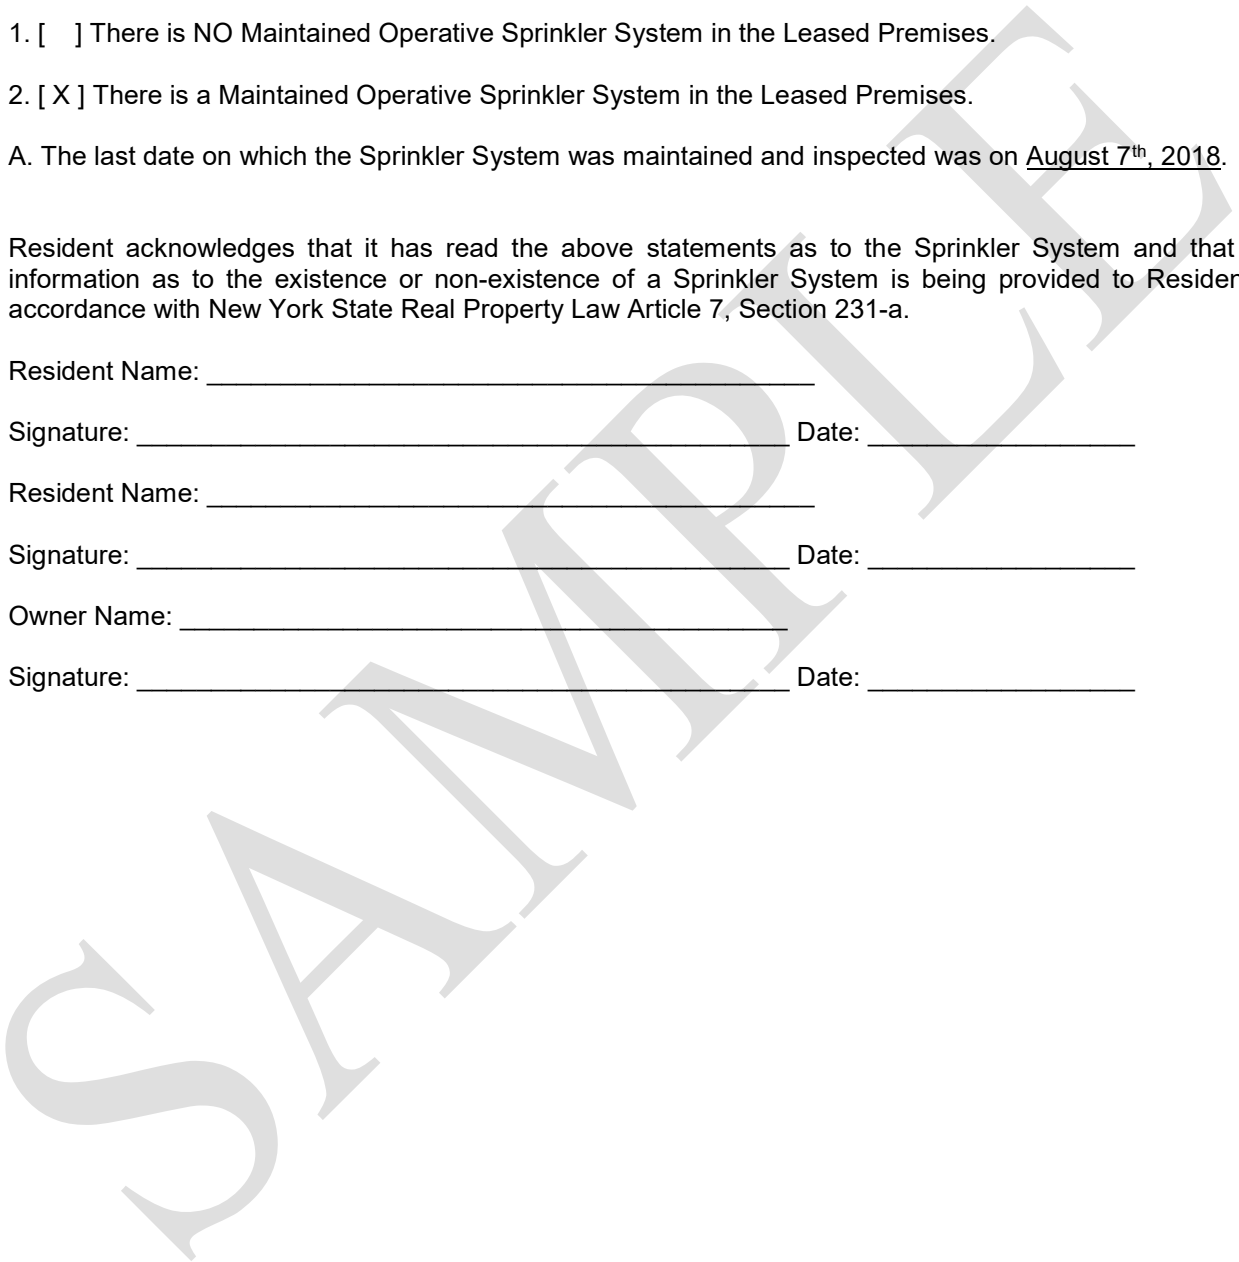 1. [   ] There is NO Maintained Operative Sprinkler System in the Leased Premises.
2. [ X ] There is a Maintained Operative Sprinkler System in the Leased Premises.
A. The last date on which the Sprinkler System was maintained and inspected was on August 7th, 2018.
Resident acknowledges that it has read the above statements as to the Sprinkler System and that
information as to the existence or non-existence of a Sprinkler System is being provided to Residen
accordance with New York State Real Property Law Article 7, Section 231-a.
Resident Name: ________________________________________
Signature: ___________________________________________ Date: __________________
Resident Name: ________________________________________
Signature: ___________________________________________ Date: __________________
Owner Name: ________________________________________
Signature: ___________________________________________ Date: __________________
SAMPLE